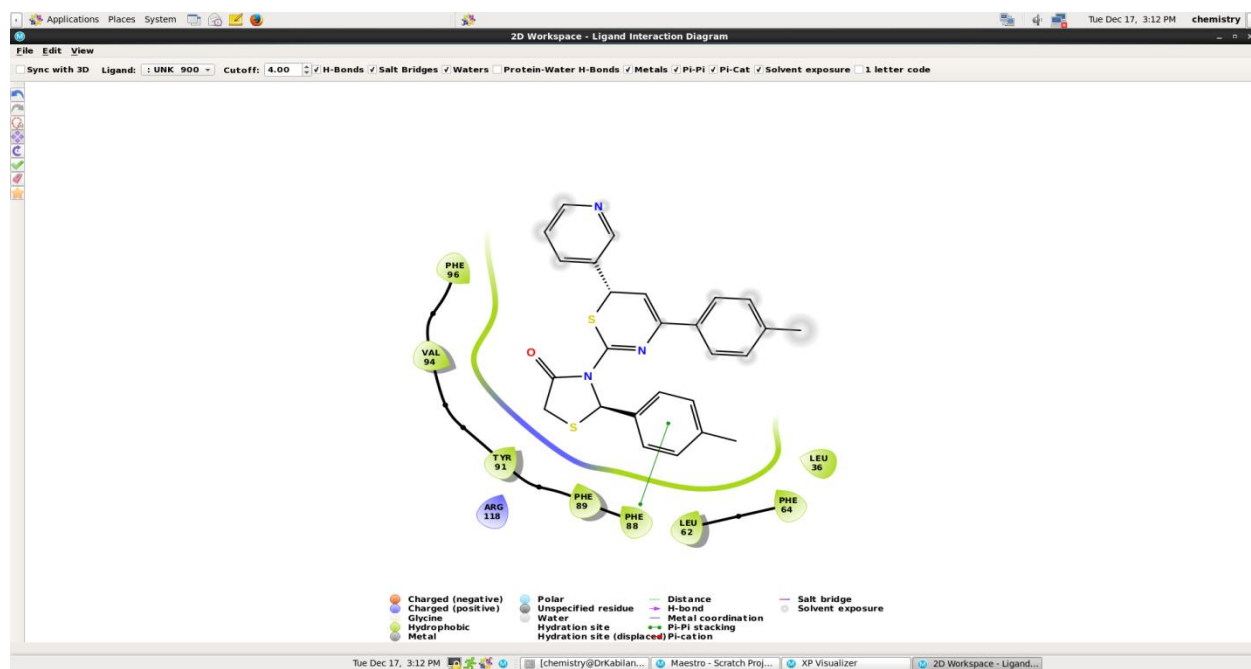 Applications Places System Tue Dec 17, 3:12 PM chemistry
2D Workspace - Ligand Interaction Diagram
File Edit View
Sync with 3D Ligand: : UNK 900 Cutoff: 4.00 H-Bonds Salt Bridges Waters Protein-Water H-Bonds Metals Pi-Pi Pi-Cat Solvent exposure 1 letter code
N
PHE
96
S
VAL
94
O
N
N
S
TYR
91
LEU
36
ARG
118
PHE
89
PHE
88
LEU
62
PHE
64
Charged (negative) Polar Distance Salt bridge
Charged (positive) Unspecified residue H-bond Solvent exposure
Glycine Water Metal coordination
Hydrophobic Hydration site Pi-Pi stacking
Metal Hydration site (displaced) Pi-cation
Tue Dec 17, 3:12 PM [chemistry@DrKabilan... Maestro - Scratch Proj... XP Visualizer 2D Workspace - Ligand...